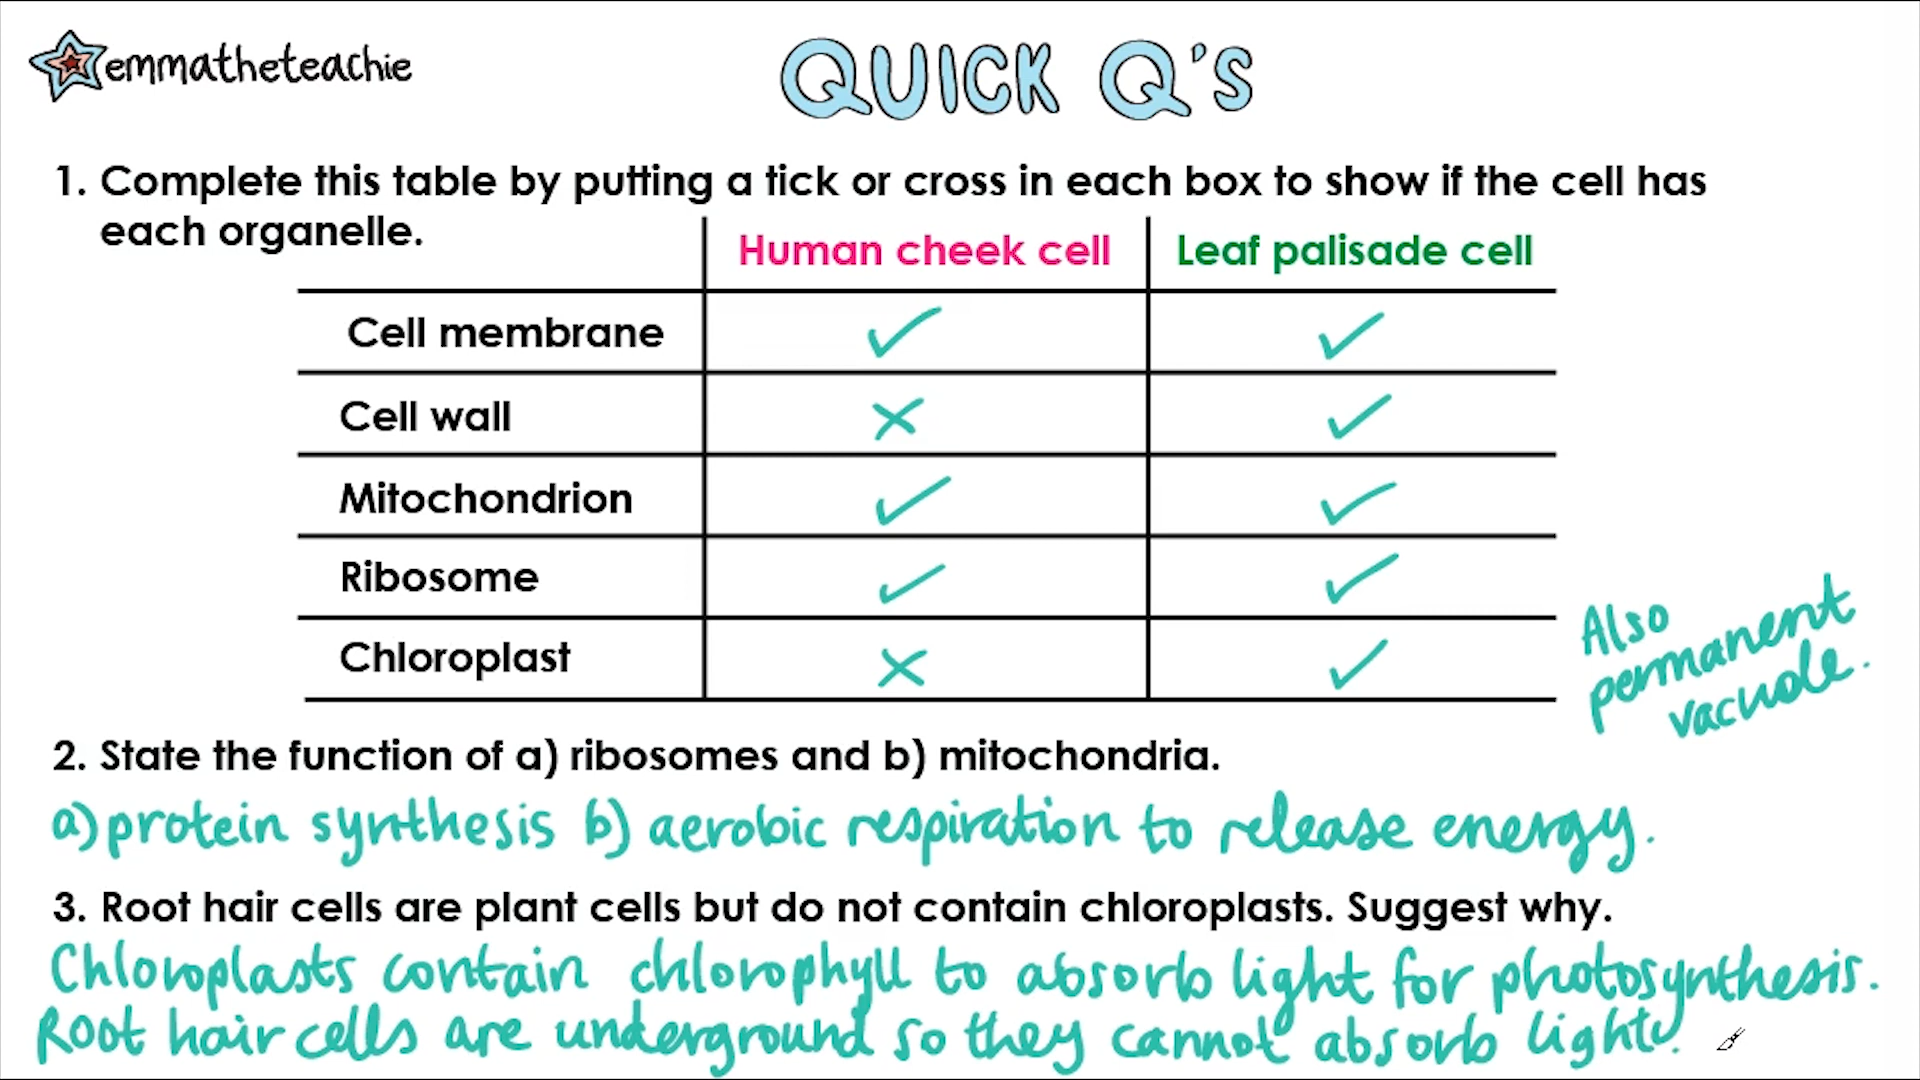 emmatheteachie
QUICK Q'S
1. Complete this table by putting a tick or cross in each box to show if the cell has
each organelle.
Human cheek cell Leaf palisade cell
Cell membrane ✓ ✓
Cell wall ✗ ✓
Mitochondrion ✓ ✓
Ribosome ✓ ✓
Chloroplast ✗ ✓
Also
permanent
vacuole.
2. State the function of a) ribosomes and b) mitochondria.
a) protein synthesis b) aerobic respiration to release energy.
3. Root hair cells are plant cells but do not contain chloroplasts. Suggest why.
Chloroplasts contain chlorophyll to absorb light for photosynthesis.
Root hair cells are underground so they cannot absorb light.